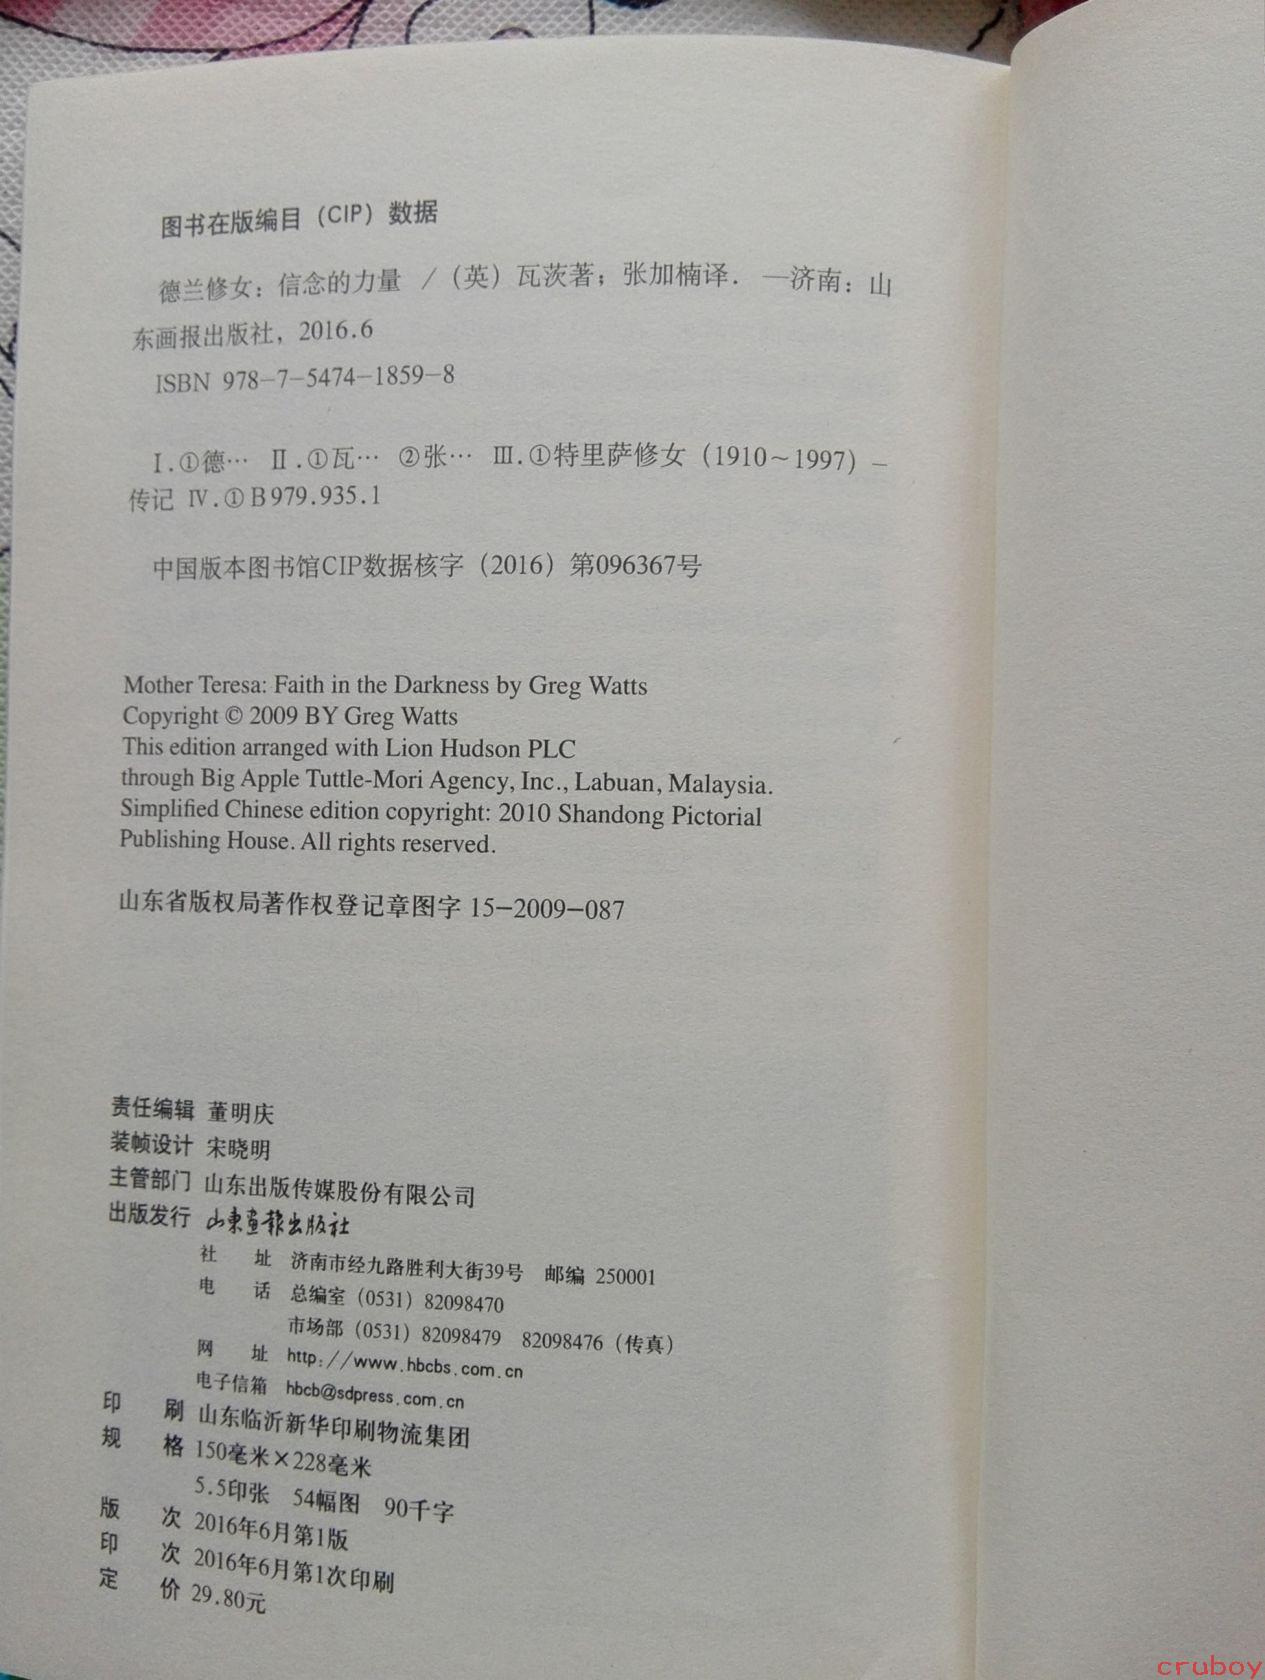 图书在版编目（CIP）数据
德兰修女：信念的力量 /（英）瓦茨著；张加楠译． —济南：山
东画报出版社，2016.6
ISBN 978-7-5474-1859-8
Ⅰ.①德… Ⅱ.①瓦… ②张… Ⅲ.①特里萨修女（1910～1997）–
传记 Ⅳ.①B979.935.1
中国版本图书馆CIP数据核字（2016）第096367号
Mother Teresa: Faith in the Darkness by Greg Watts
Copyright © 2009 BY Greg Watts
This edition arranged with Lion Hudson PLC
through Big Apple Tuttle-Mori Agency, Inc., Labuan, Malaysia.
Simplified Chinese edition copyright: 2010 Shandong Pictorial
Publishing House. All rights reserved.
山东省版权局著作权登记章图字 15-2009-087
责任编辑 董明庆
装帧设计 宋晓明
主管部门 山东出版传媒股份有限公司
出版发行 山东画报出版社
社 址 济南市经九路胜利大街39号 邮编 250001
电 话 总编室（0531）82098470
市场部（0531）82098479 82098476（传真）
网 址 http://www.hbcbs.com.cn
电子信箱 hbcb@sdpress.com.cn
印 刷 山东临沂新华印刷物流集团
规 格 150毫米×228毫米
5.5印张 54幅图 90千字
版 次 2016年6月第1版
印 次 2016年6月第1次印刷
定 价 29.80元
cruboy